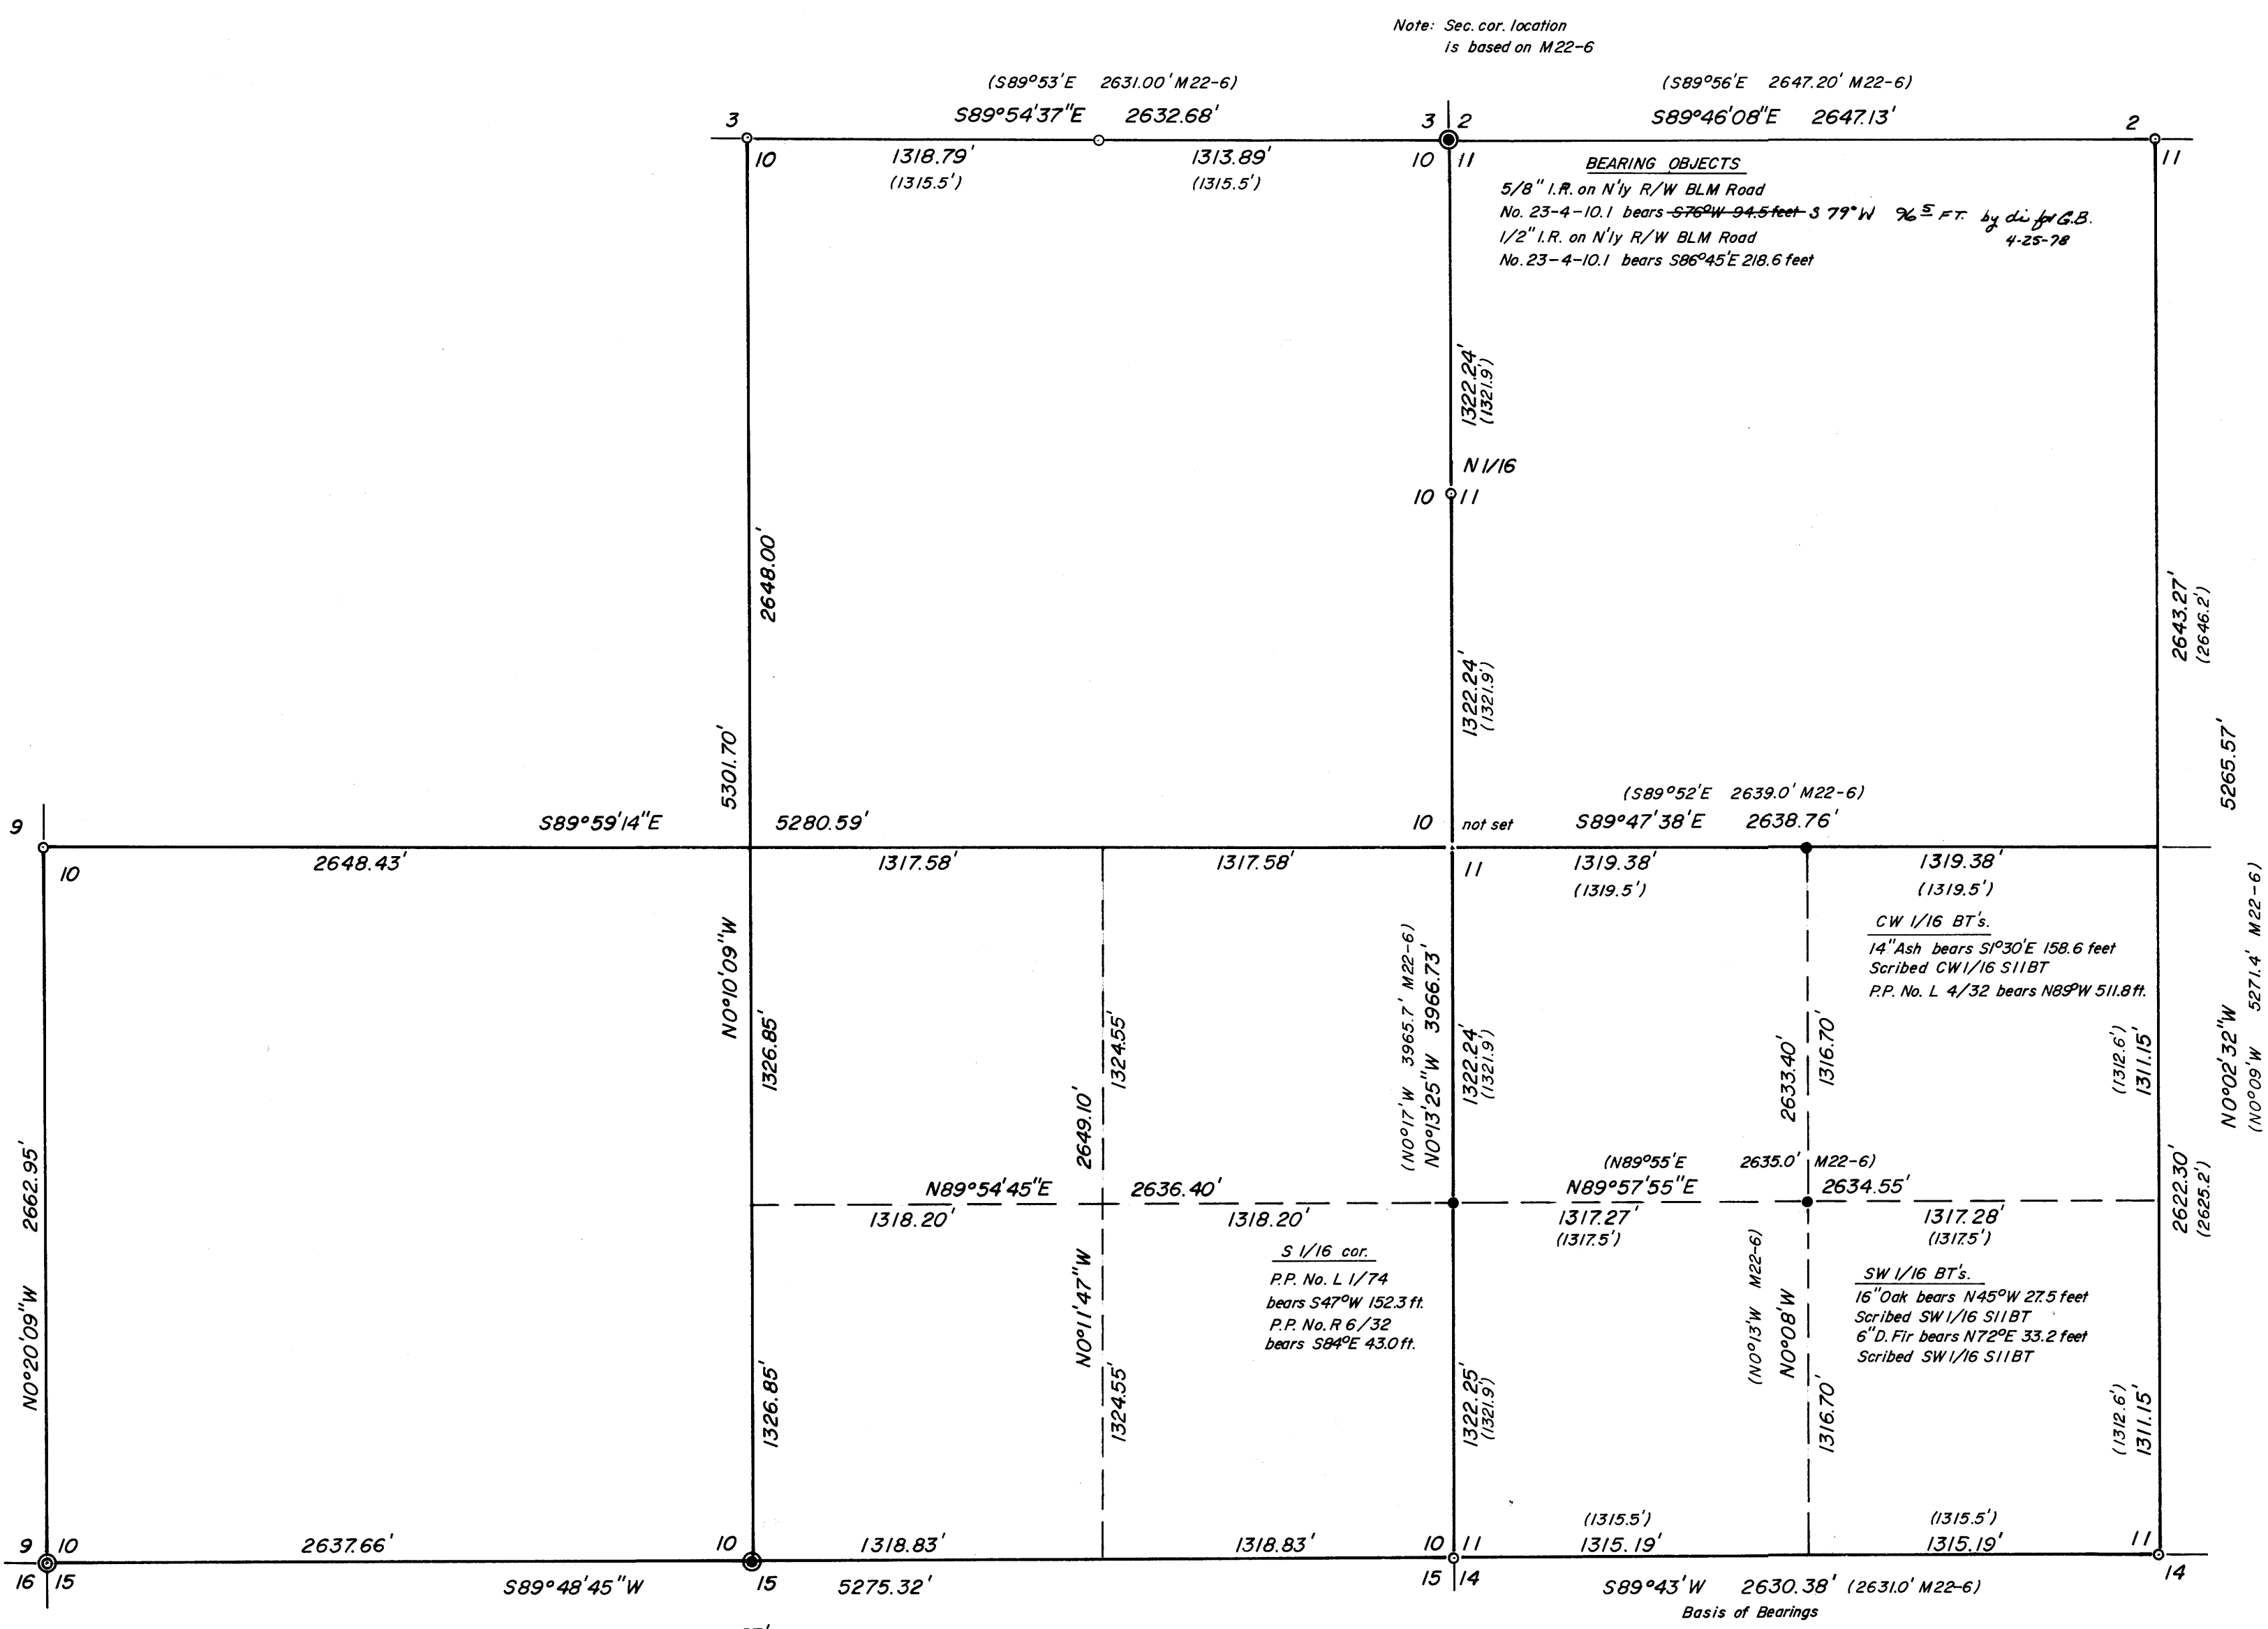 Note: Sec. cor. location
is based on M22-6
(S89°53'E 2631.00' M22-6)
(S89°56'E 2647.20' M22-6)
S89°54'37"E 2632.68'
S89°46'08"E 2647.13'
3
3 2
2
10
1318.79'
1313.89'
10 11
11
(1315.5')
(1315.5')
BEARING OBJECTS
5/8" I.R. on N'ly R/W BLM Road
No. 23-4-10.1 bears S76°W 94.5 feet S 79°W 96 5 FT. by G.B.
4-25-78
1/2" I.R. on N'ly R/W BLM Road
No. 23-4-10.1 bears S86°45'E 218.6 feet
1322.24'
(1321.9')
N 1/16
10 11
2648.00'
1322.24'
(1321.9')
2643.27'
(2646.2')
5301.70'
5265.57'
(S89°52'E 2639.0' M22-6)
9
S89°59'14"E 5280.59'
10 not set
S89°47'38"E 2638.76'
10
2648.43'
1317.58'
1317.58'
11
1319.38'
1319.38'
(1319.5')
(1319.5')
CW 1/16 BT's.
14" Ash bears S1°30'E 158.6 feet
Scribed CW1/16 S11BT
P.P. No. L 4/32 bears N89°W 511.8ft.
N0°10'09"W
1326.85'
1324.55'
2649.10'
(N0°17'W 3965.7' M22-6)
N0°13'25"W 3966.73'
1322.24'
(1321.9')
2633.40'
1316.70'
(1312.6')
1311.15'
N0°02'32"W
(N0°09'W 5271.4' M22-6)
2662.95'
2622.30'
(2625.2')
(N89°55'E 2635.0' M22-6)
N89°54'45"E 2636.40'
N89°57'55"E 2634.55'
1318.20'
1318.20'
1317.27'
1317.28'
(1317.5')
(1317.5')
S 1/16 cor.
P.P. No. L 1/74
bears S47°W 152.3 ft.
P.P. No. R 6/32
bears S84°E 43.0 ft.
N0°11'47"W
(N0°13'W M22-6)
N0°08'W
SW 1/16 BT's.
16" Oak bears N45°W 27.5 feet
Scribed SW1/16 S11BT
6" D. Fir bears N72°E 33.2 feet
Scribed SW1/16 S11BT
N0°20'09"W
1326.85'
1324.55'
1322.25'
(1321.9')
1316.70'
(1312.6')
1311.15'
(1315.5')
(1315.5')
9 10
2637.66'
10
1318.83'
1318.83'
10 11
1315.19'
1315.19'
11
16 15
S89°48'45"W
15
5275.32'
15 14
S89°43'W 2630.38' (2631.0' M22-6)
14
Basis of Bearings